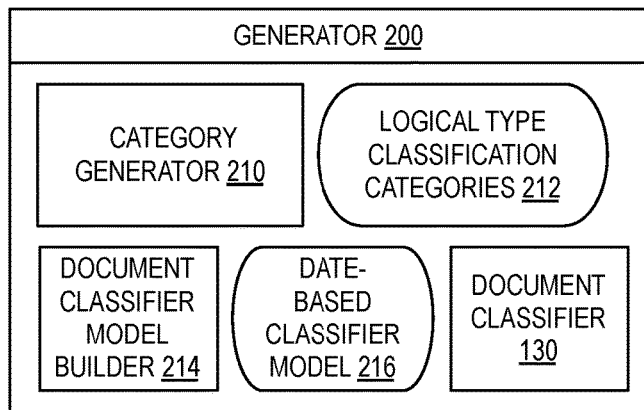 GENERATOR 200
CATEGORY
GENERATOR 210
LOGICAL TYPE
CLASSIFICATION
CATEGORIES 212
DOCUMENT
CLASSIFIER
MODEL
BUILDER 214
DATE-
BASED
CLASSIFIER
MODEL 216
DOCUMENT
CLASSIFIER
130